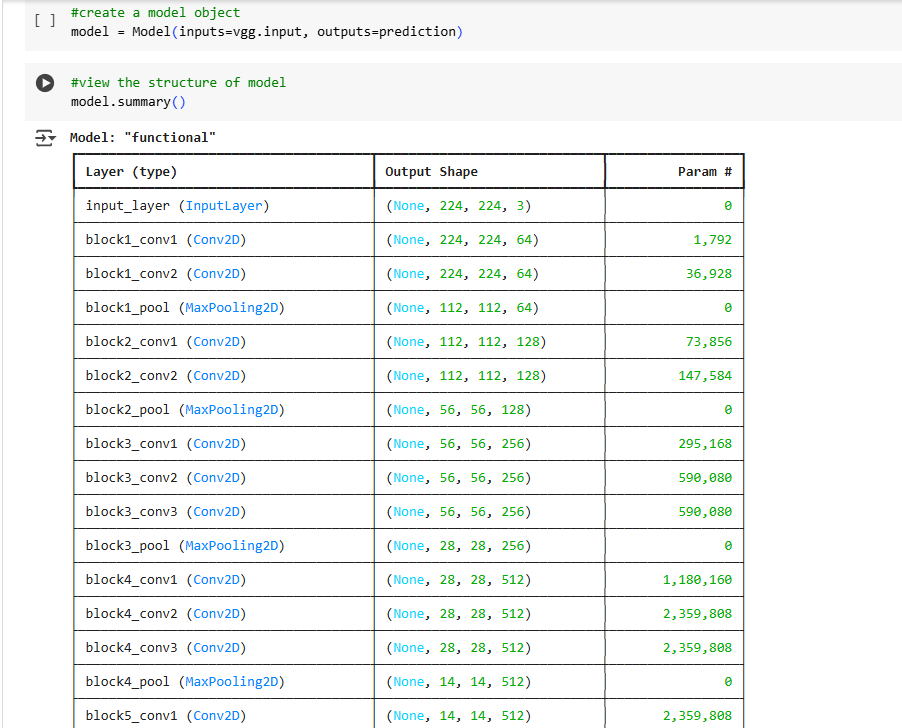 [ ] #create a model object
model = Model(inputs=vgg.input, outputs=prediction)
#view the structure of model
model.summary()
Model: "functional"
Layer (type) Output Shape Param #
input_layer (InputLayer) (None, 224, 224, 3) 0
block1_conv1 (Conv2D) (None, 224, 224, 64) 1,792
block1_conv2 (Conv2D) (None, 224, 224, 64) 36,928
block1_pool (MaxPooling2D) (None, 112, 112, 64) 0
block2_conv1 (Conv2D) (None, 112, 112, 128) 73,856
block2_conv2 (Conv2D) (None, 112, 112, 128) 147,584
block2_pool (MaxPooling2D) (None, 56, 56, 128) 0
block3_conv1 (Conv2D) (None, 56, 56, 256) 295,168
block3_conv2 (Conv2D) (None, 56, 56, 256) 590,080
block3_conv3 (Conv2D) (None, 56, 56, 256) 590,080
block3_pool (MaxPooling2D) (None, 28, 28, 256) 0
block4_conv1 (Conv2D) (None, 28, 28, 512) 1,180,160
block4_conv2 (Conv2D) (None, 28, 28, 512) 2,359,808
block4_conv3 (Conv2D) (None, 28, 28, 512) 2,359,808
block4_pool (MaxPooling2D) (None, 14, 14, 512) 0
block5_conv1 (Conv2D) (None, 14, 14, 512) 2,359,808